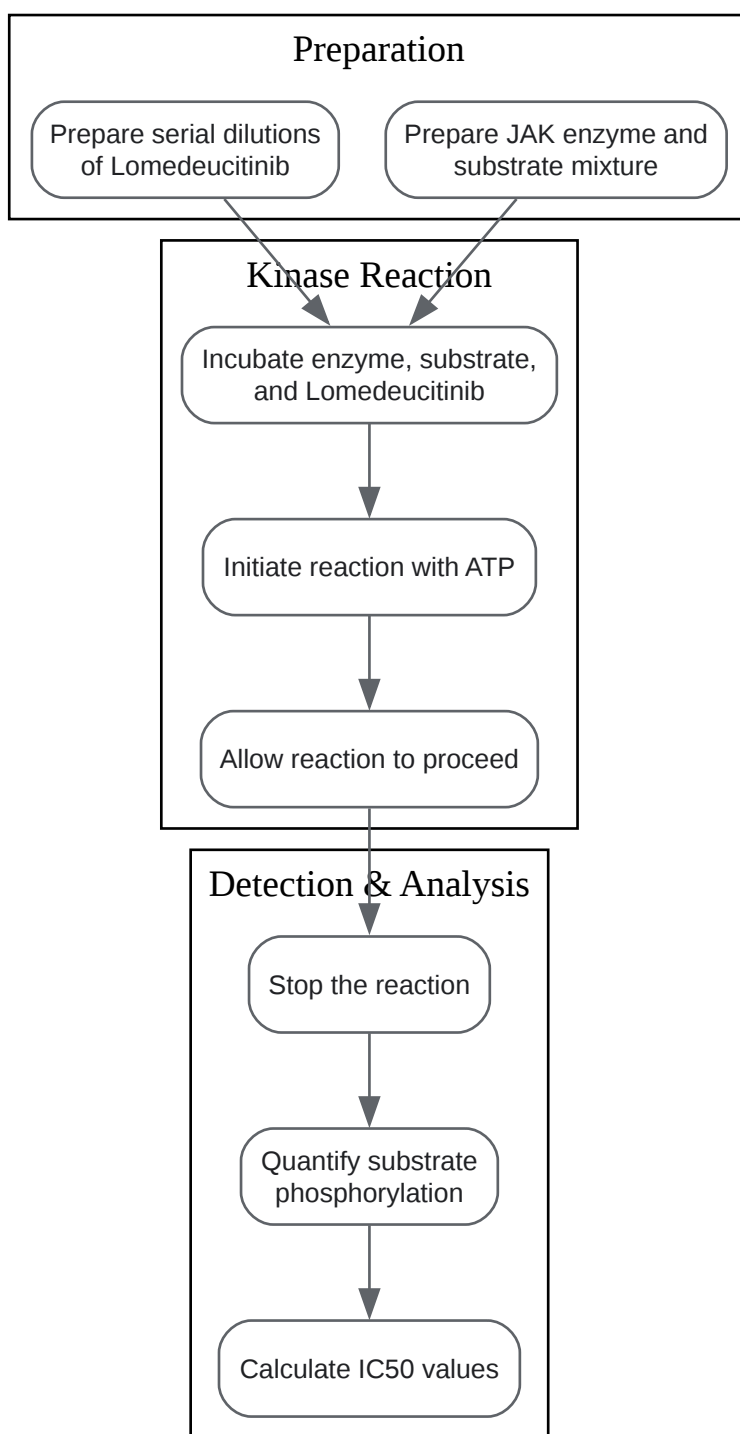 Preparation
Prepare serial dilutions
of Lomedeucitinib
Prepare JAK enzyme and
substrate mixture
Kinase Reaction
Incubate enzyme, substrate,
and Lomedeucitinib
Initiate reaction with ATP
Allow reaction to proceed
Detection & Analysis
Stop the reaction
Quantify substrate
phosphorylation
Calculate IC50 values